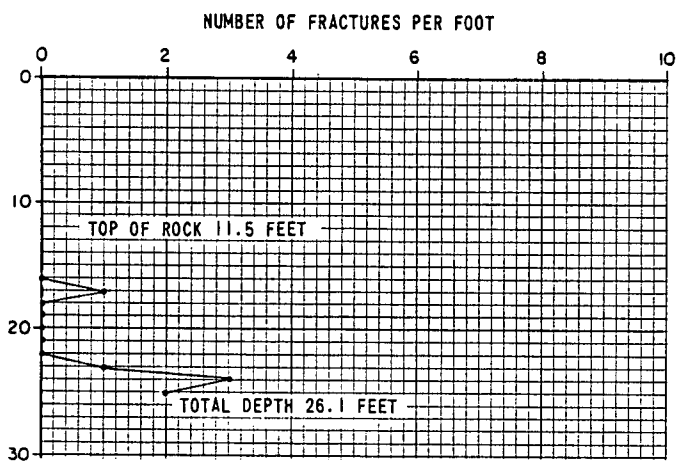 NUMBER OF FRACTURES PER FOOT
0 2 4 6 8 10
0
10
TOP OF ROCK 11.5 FEET
20
TOTAL DEPTH 26.1 FEET
30